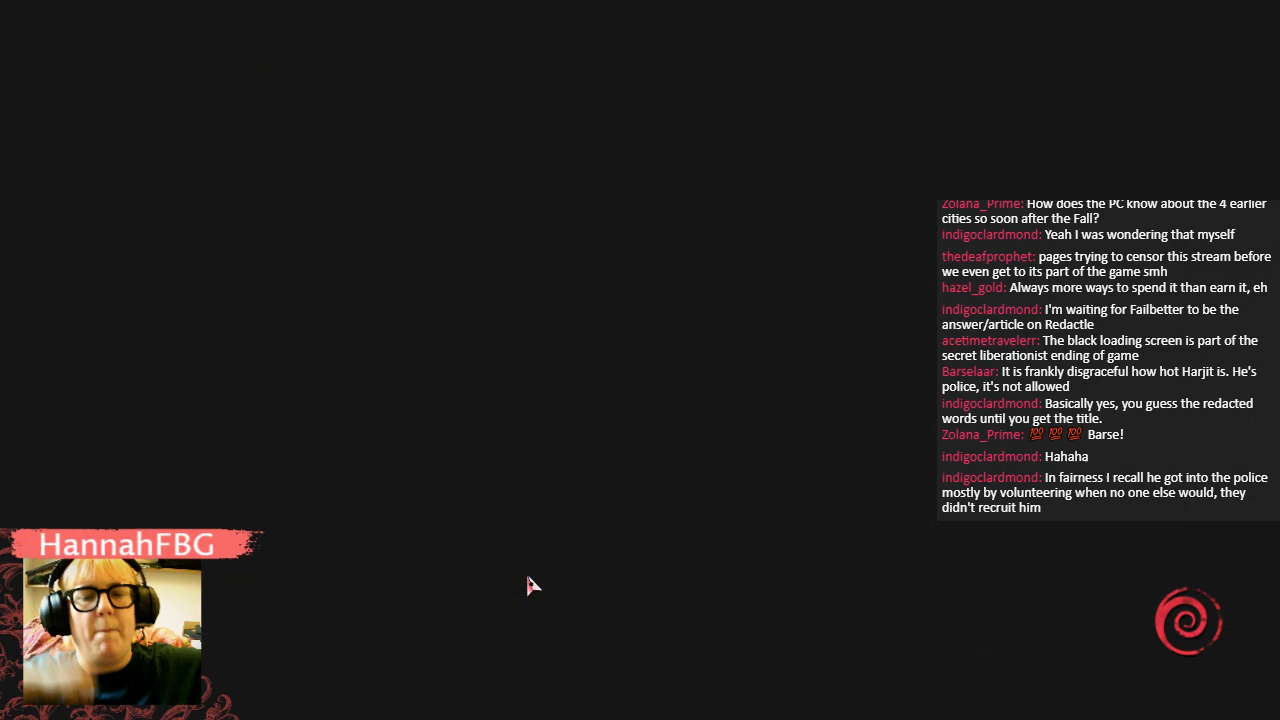 Zolana_Prime: How does the PC know about the 4 earlier
cities so soon after the Fall?
indigoclardmond: Yeah I was wondering that myself
thedeafprophet: pages trying to censor this stream before
we even get to its part of the game smh
hazel_gold: Always more ways to spend it than earn it, eh
indigoclardmond: I'm waiting for Failbetter to be the
answer/article on Redactle
acetimetravelerr: The black loading screen is part of the
secret liberationist ending of game
Barselaar: It is frankly disgraceful how hot Harjit is. He's
police, it's not allowed
indigoclardmond: Basically yes, you guess the redacted
words until you get the title.
Zolana_Prime: 💯 💯 💯 Barse!
indigoclardmond: Hahaha
indigoclardmond: In fairness I recall he got into the police
mostly by volunteering when no one else would, they
didn't recruit him
HannahFBG